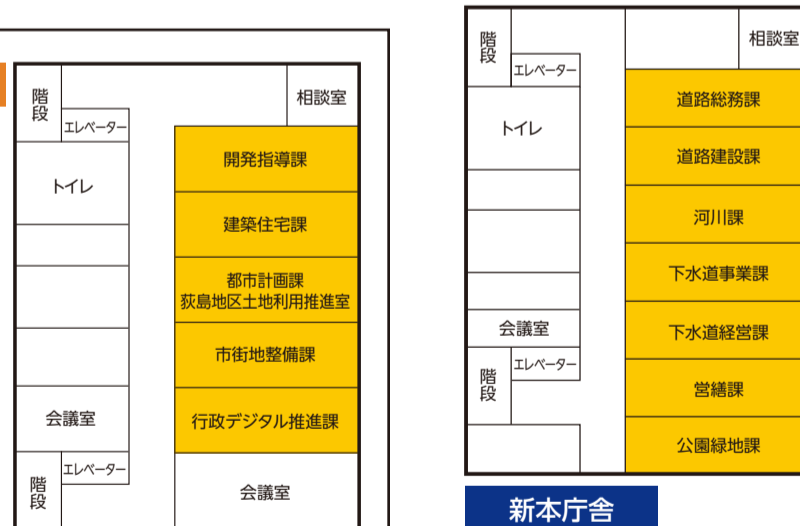 階段
エレベーター
相談室
トイレ
開発指導課
建築住宅課
都市計画課
荻島地区土地利用推進室
市街地整備課
会議室
行政デジタル推進課
エレベーター
階段
会議室
階段
エレベーター
相談室
トイレ
道路総務課
道路建設課
河川課
下水道事業課
会議室
下水道経営課
エレベーター
階段
営繕課
公園緑地課
新本庁舎